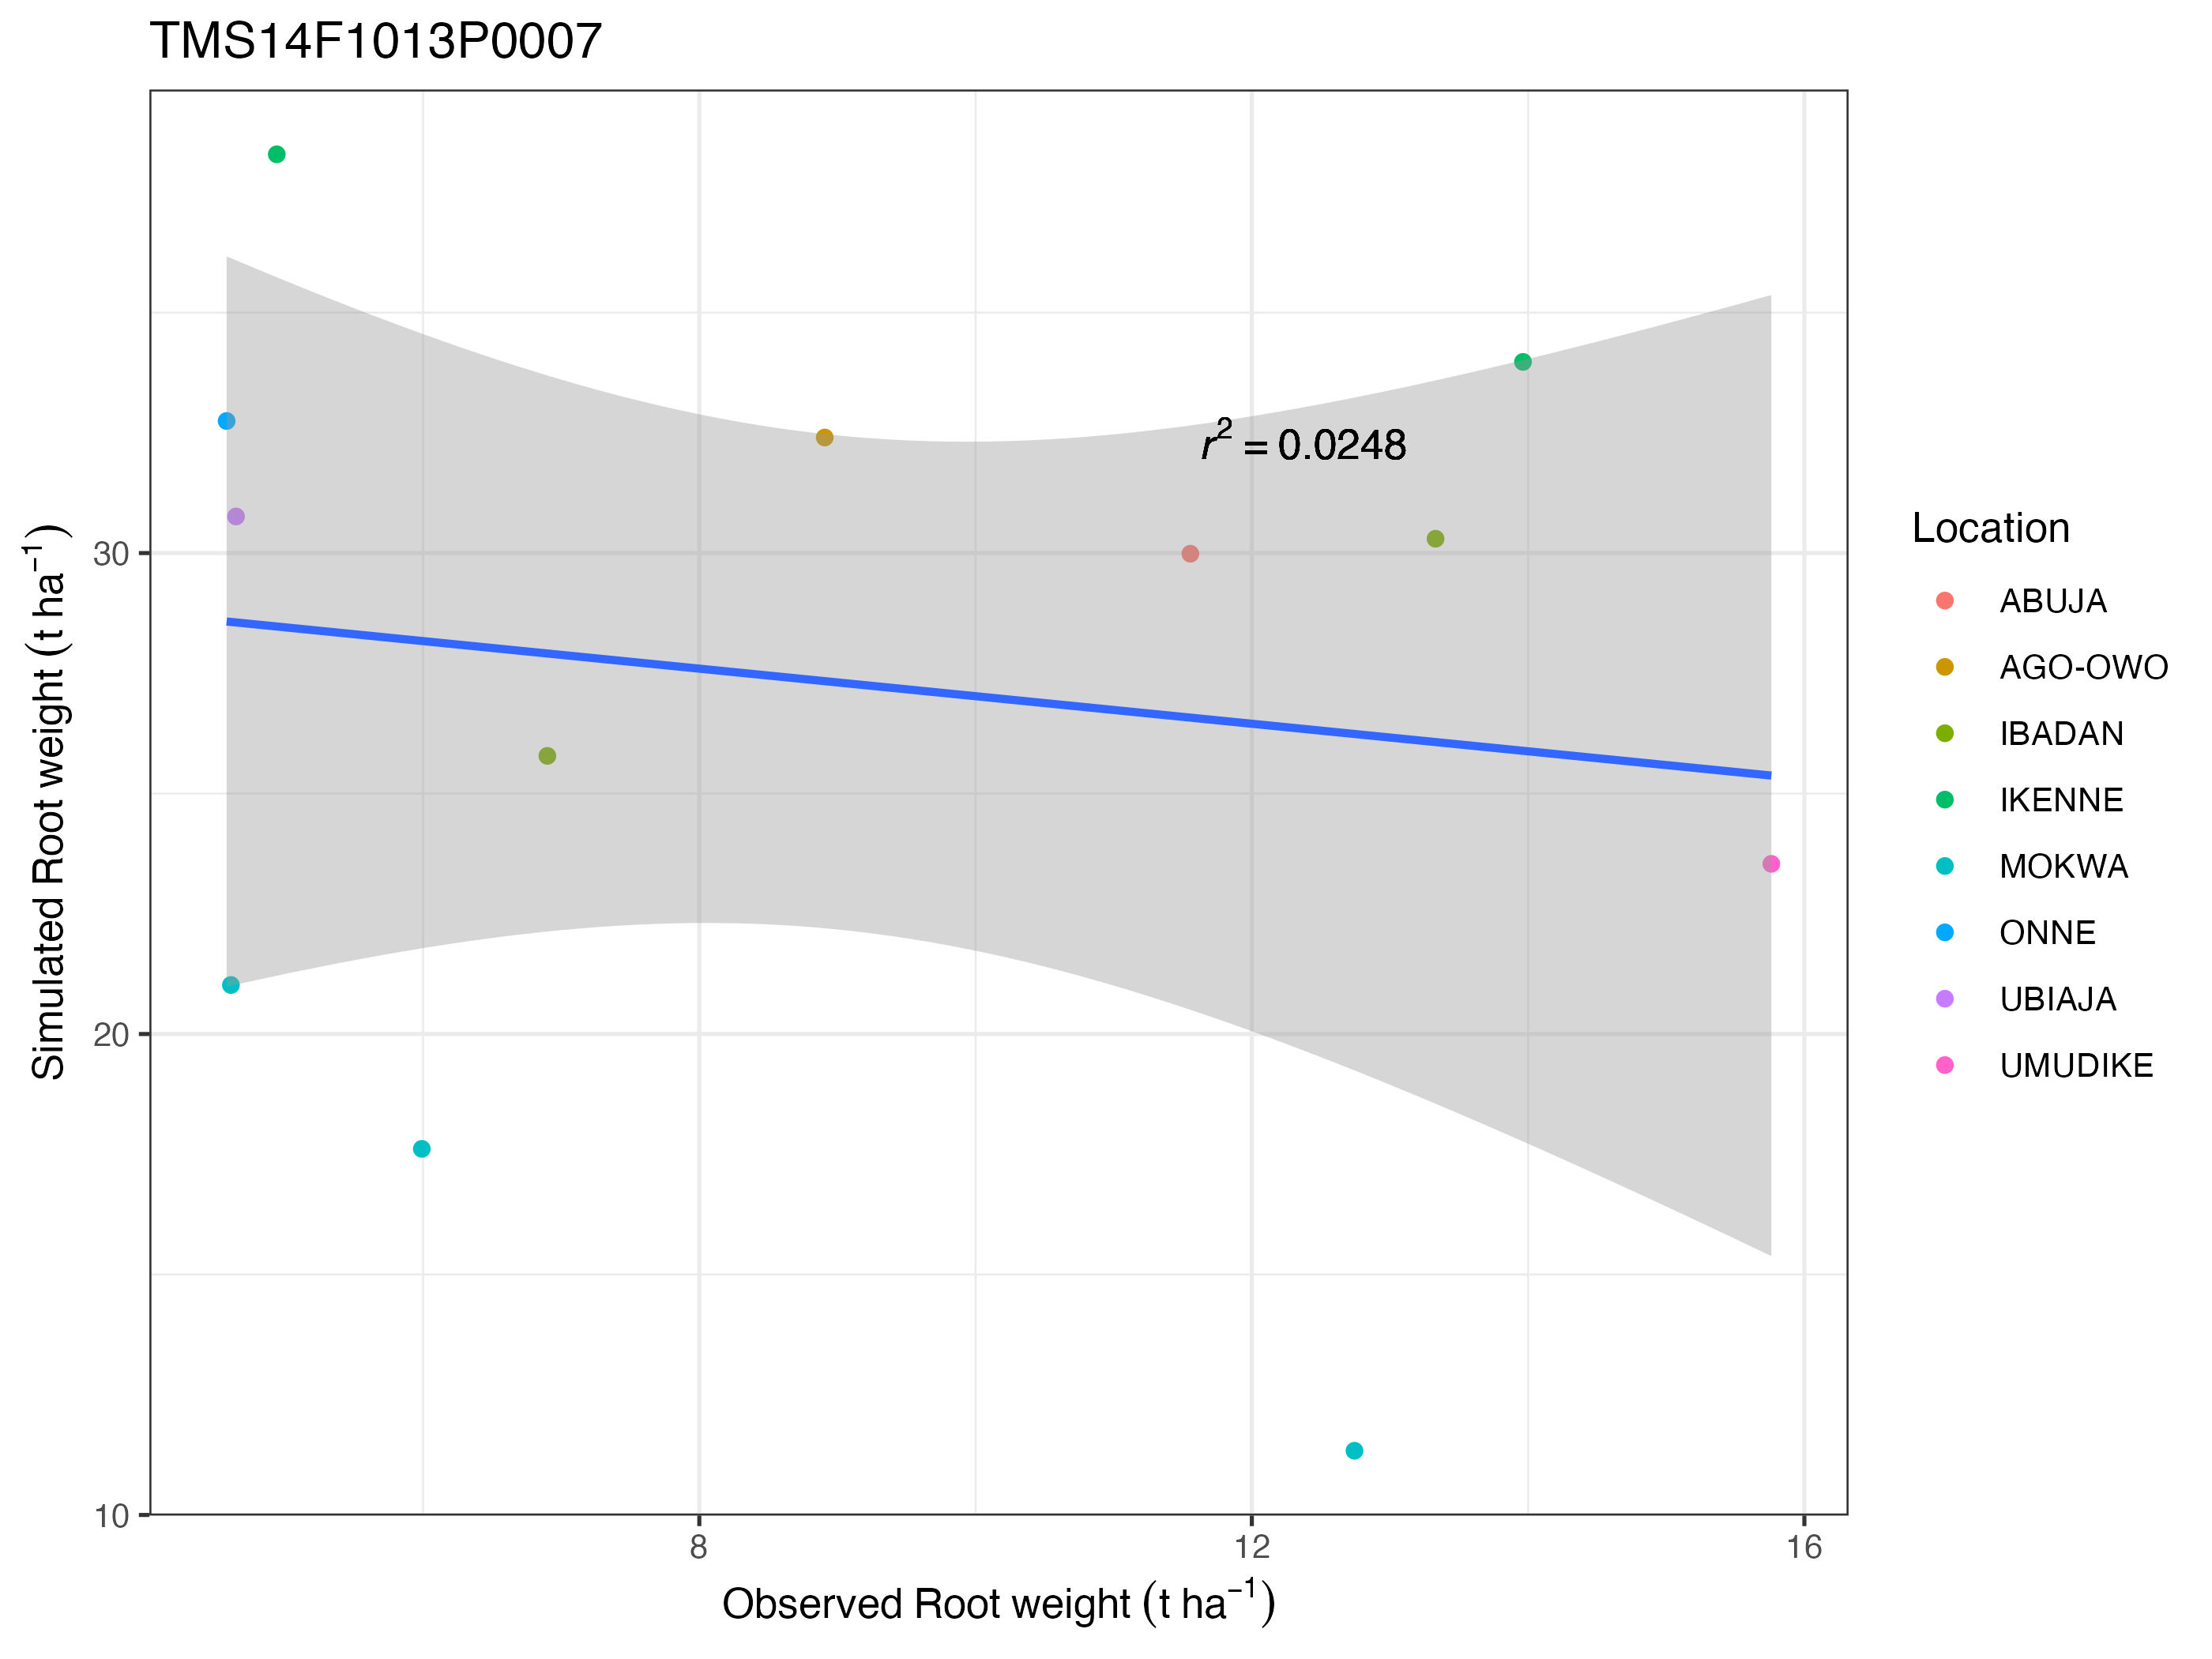 TMS14F1013P0007
r² = 0.0248
Simulated Root weight (t ha⁻¹)
30
20
10
8
12
16
Observed Root weight (t ha⁻¹)
Location
ABUJA
AGO-OWO
IBADAN
IKENNE
MOKWA
ONNE
UBIAJA
UMUDIKE